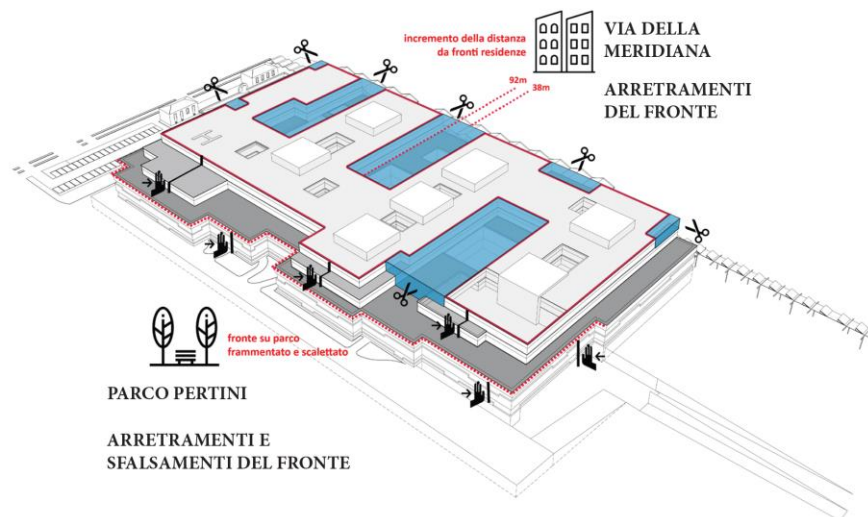 incremento della distanza
da fronti residenze
VIA DELLA
MERIDIANA
ARRETRAMENTI
DEL FRONTE
92m
38m
H
fronte su parco
frammentato e scalettato
PARCO PERTINI
ARRETRAMENTI E
SFALSAMENTI DEL FRONTE